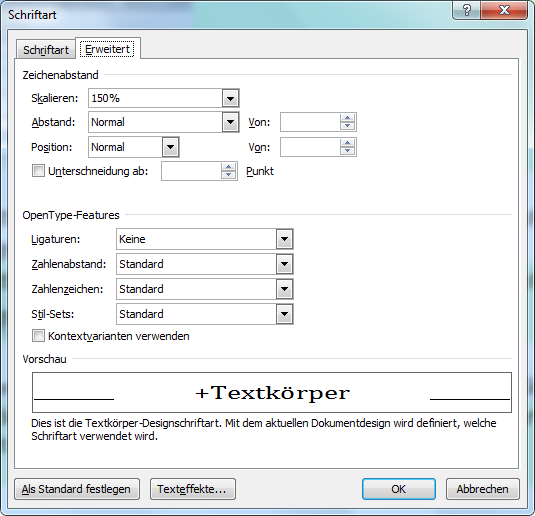 Schriftart
Schriftart Erweitert
Zeichenabstand
Skalieren: 150%
Abstand: Normal Von:
Position: Normal Von:
Unterschneidung ab: Punkt
OpenType-Features
Ligaturen: Keine
Zahlenabstand: Standard
Zahlenzeichen: Standard
Stil-Sets: Standard
Kontextvarianten verwenden
Vorschau
+Textkörper
Dies ist die Textkörper-Designschriftart. Mit dem aktuellen Dokumentdesign wird definiert, welche
Schriftart verwendet wird.
Als Standard festlegen Texteffekte... OK Abbrechen